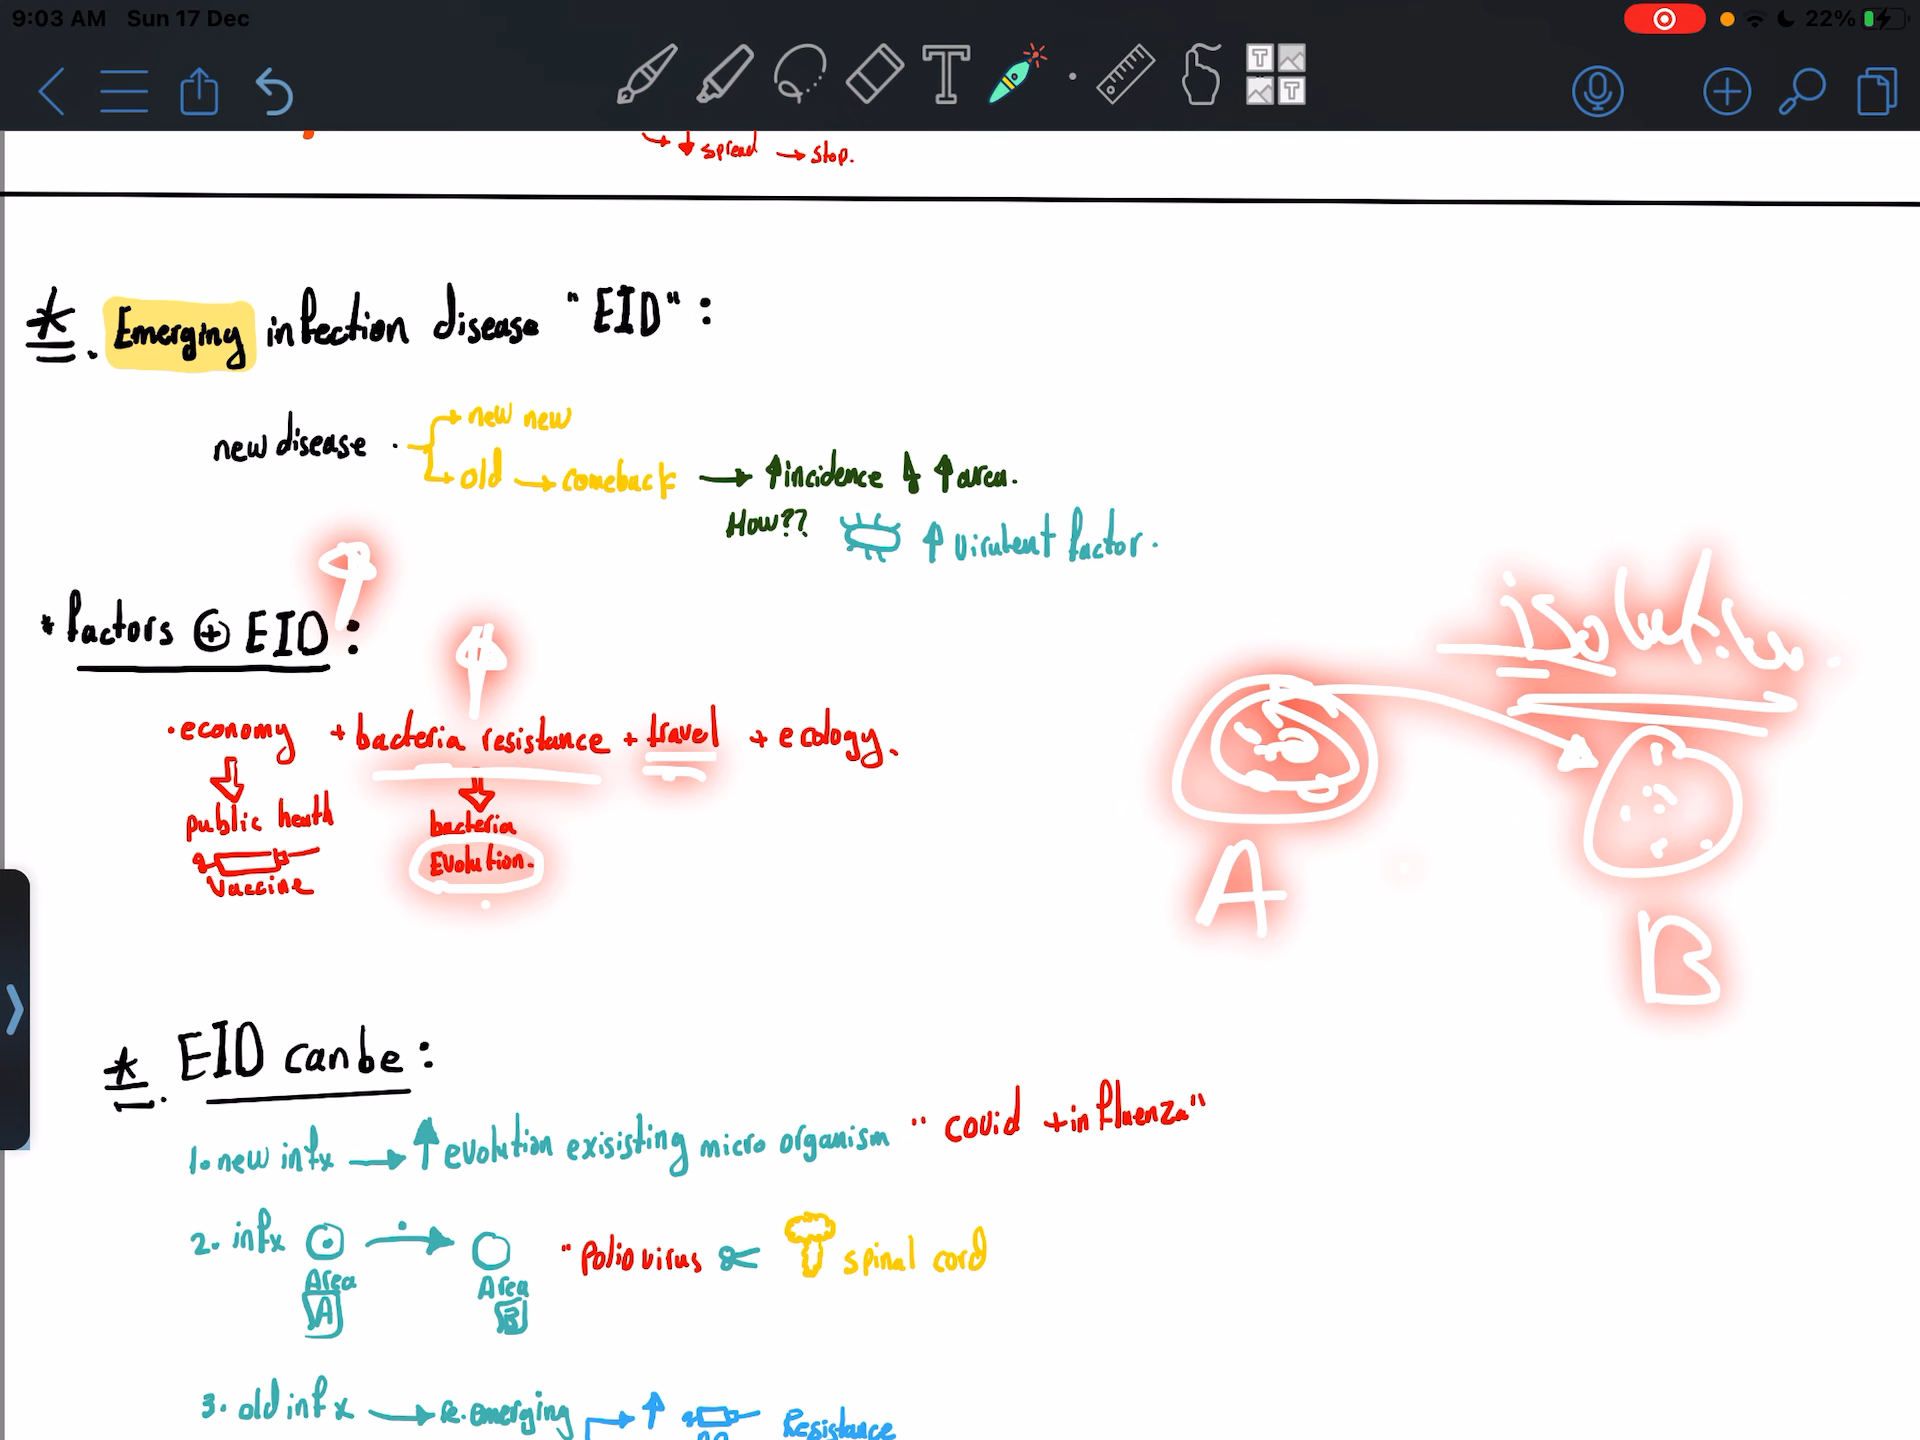 9:03 AM Sun 17 Dec
22%
→ ↓ spread → stop.
*. Emerging infection disease "EID" :
new disease . → new new
→ old → comeback → ↑ incidence & ↑ area.
How?? ↑ virulent factor.
* factors ⊕ EID :
isolation.
. economy + bacteria resistance + travel + ecology.
public health
Vaccine
bacteria
Evolution.
A
B
*. EID can be :
1. new infx → ↑ evolution exisisting micro organism " covid + influenza"
2. infx → "Polio virus spinal cord
Area
A
Area
B
3. old infx → re.emerging → ↑ Resistance